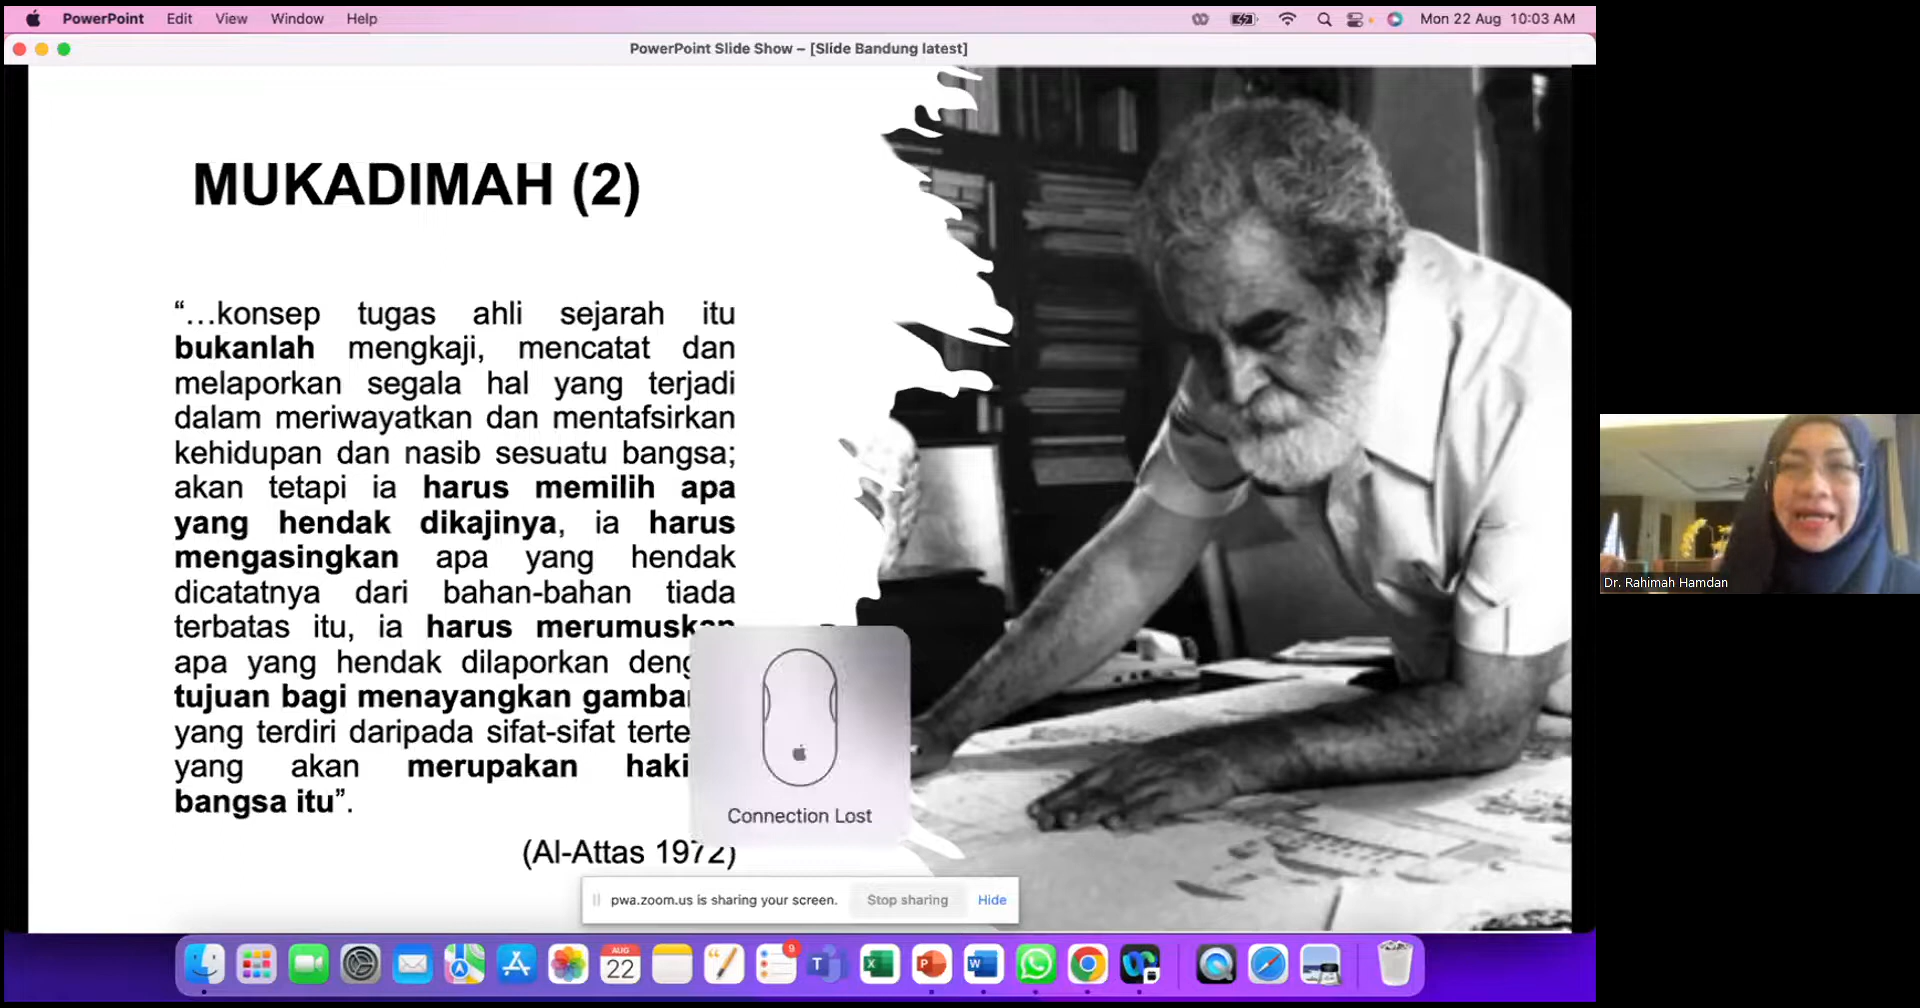 PowerPoint Edit View Window Help
Mon 22 Aug 10:03 AM
PowerPoint Slide Show – [Slide Bandung latest]
MUKADIMAH (2)
“…konsep tugas ahli sejarah itu
bukanlah mengkaji, mencatat dan
melaporkan segala hal yang terjadi
dalam meriwayatkan dan mentafsirkan
kehidupan dan nasib sesuatu bangsa;
akan tetapi ia harus memilih apa
yang hendak dikajinya, ia harus
mengasingkan apa yang hendak
dicatatnya dari bahan-bahan tiada
terbatas itu, ia harus merumuskan
apa yang hendak dilaporkan
tujuan bagi menayangkan
yang terdiri daripada sifat-sifat
yang akan merupakan
bangsa itu”.
(Al-Attas 1972)
Connection Lost
pwa.zoom.us is sharing your screen. Stop sharing Hide
Dr. Rahimah Hamdan
AUG
22
9